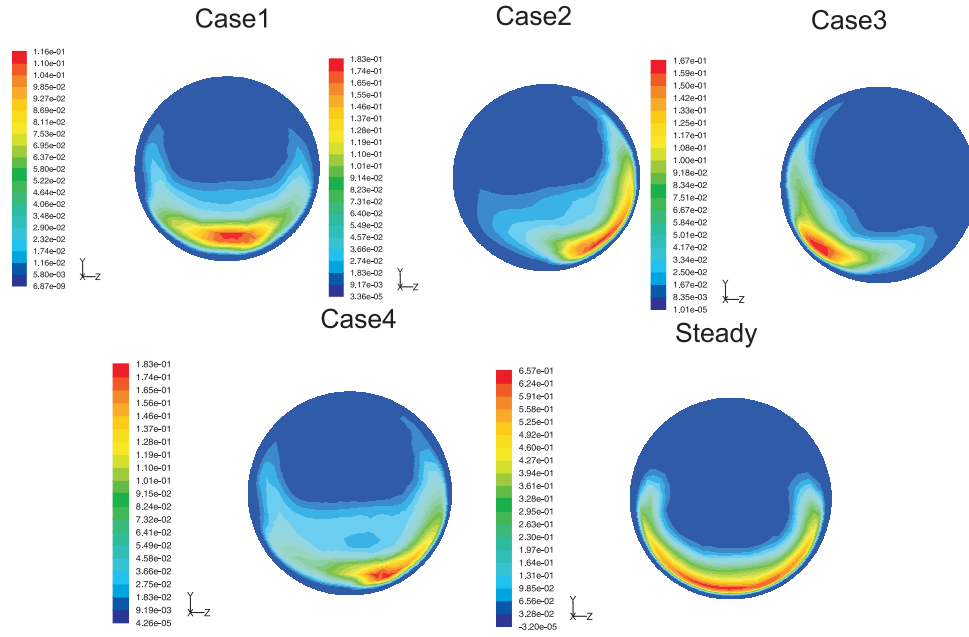 Case1
Case2
Case3
1.16e-01
1.10e-01
1.04e-01
9.85e-02
9.27e-02
8.69e-02
8.11e-02
7.53e-02
6.95e-02
6.37e-02
5.80e-02
5.22e-02
4.64e-02
4.06e-02
3.48e-02
2.90e-02
2.32e-02
1.74e-02
1.16e-02
5.80e-03
6.87e-09
Y
X
Z
1.83e-01
1.74e-01
1.65e-01
1.55e-01
1.46e-01
1.37e-01
1.28e-01
1.19e-01
1.10e-01
1.01e-01
9.14e-02
8.23e-02
7.31e-02
6.40e-02
5.49e-02
4.57e-02
3.66e-02
2.74e-02
1.83e-02
9.17e-03
3.36e-05
Y
X
Z
1.67e-01
1.59e-01
1.50e-01
1.42e-01
1.33e-01
1.25e-01
1.17e-01
1.08e-01
1.00e-01
9.18e-02
8.34e-02
7.51e-02
6.67e-02
5.84e-02
5.01e-02
4.17e-02
3.34e-02
2.50e-02
1.67e-02
8.35e-03
1.01e-05
Y
X
Z
Case4
Steady
1.83e-01
1.74e-01
1.65e-01
1.56e-01
1.46e-01
1.37e-01
1.28e-01
1.19e-01
1.10e-01
1.01e-01
9.15e-02
8.24e-02
7.32e-02
6.41e-02
5.49e-02
4.58e-02
3.66e-02
2.75e-02
1.83e-02
9.19e-03
4.26e-05
Y
X
Z
6.57e-01
6.24e-01
5.91e-01
5.58e-01
5.25e-01
4.92e-01
4.60e-01
4.27e-01
3.94e-01
3.61e-01
3.28e-01
2.95e-01
2.63e-01
2.30e-01
1.97e-01
1.64e-01
1.31e-01
9.85e-02
6.56e-02
3.28e-02
-3.20e-05
Y
X
Z